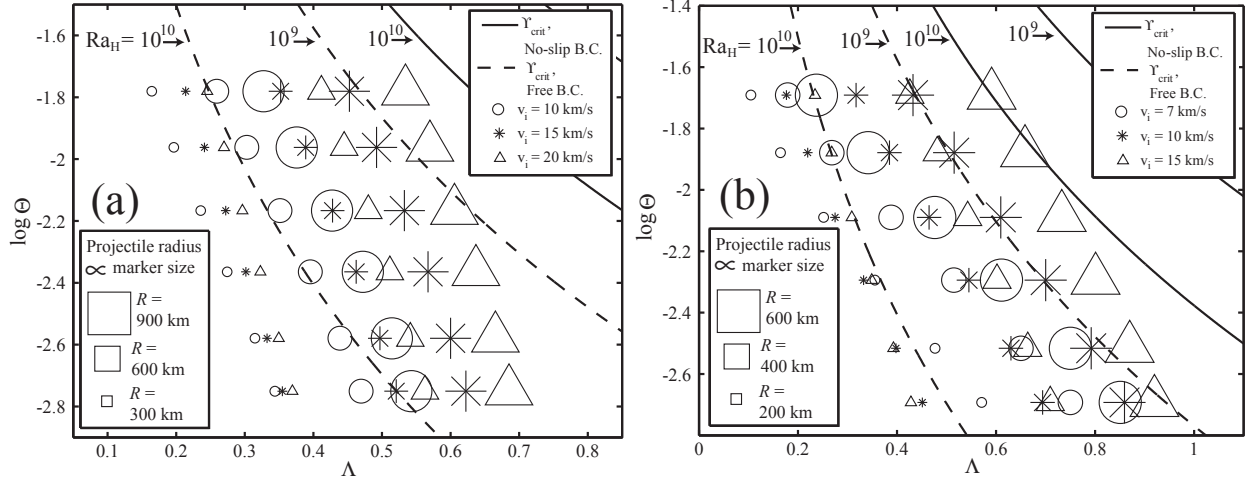 Ra_H = 10^10 → 10^9 → 10^10 →
ϒ_crit,
No-slip B.C.
ϒ_crit,
Free B.C.
v_i = 10 km/s
v_i = 15 km/s
v_i = 20 km/s
(a)
Projectile radius
∝ marker size
R =
900 km
R =
600 km
R =
300 km
log Θ
-1.6
-1.8
-2
-2.2
-2.4
-2.6
-2.8
0.1 0.2 0.3 0.4 0.5 0.6 0.7 0.8
Λ
Ra_H = 10^10 → 10^9 → 10^10 → 10^9 →
ϒ_crit,
No-slip B.C.
ϒ_crit,
Free B.C.
v_i = 7 km/s
v_i = 10 km/s
v_i = 15 km/s
(b)
Projectile radius
∝ marker size
R =
600 km
R =
400 km
R =
200 km
log Θ
-1.4
-1.6
-1.8
-2
-2.2
-2.4
-2.6
0 0.2 0.4 0.6 0.8 1
Λ